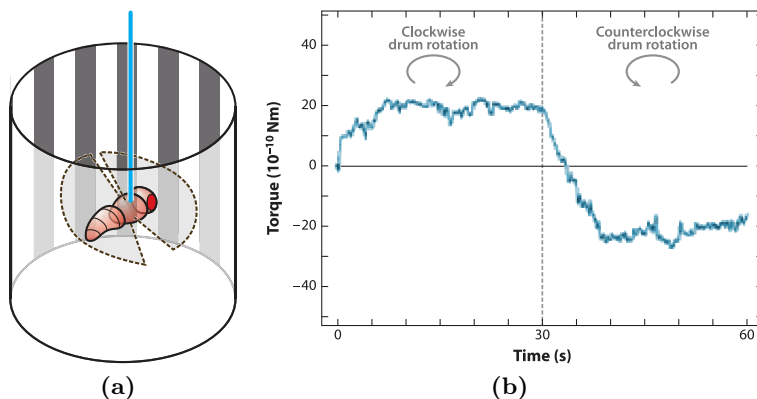 Clockwise
drum rotation
Counterclockwise
drum rotation
Torque (10⁻¹⁰ Nm)
40
20
0
−20
−40
0
30
60
Time (s)
(a)
(b)